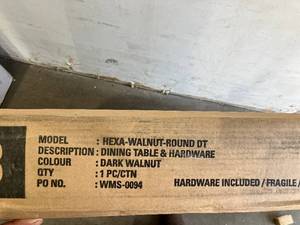 MODEL : HEXA-WALNUT-ROUND DT
DESCRIPTION : DINING TABLE & HARDWARE
COLOUR : DARK WALNUT
QTY : 1 PC/CTN
PO NO. : WMS-0094
HARDWARE INCLUDED / FRAGILE /